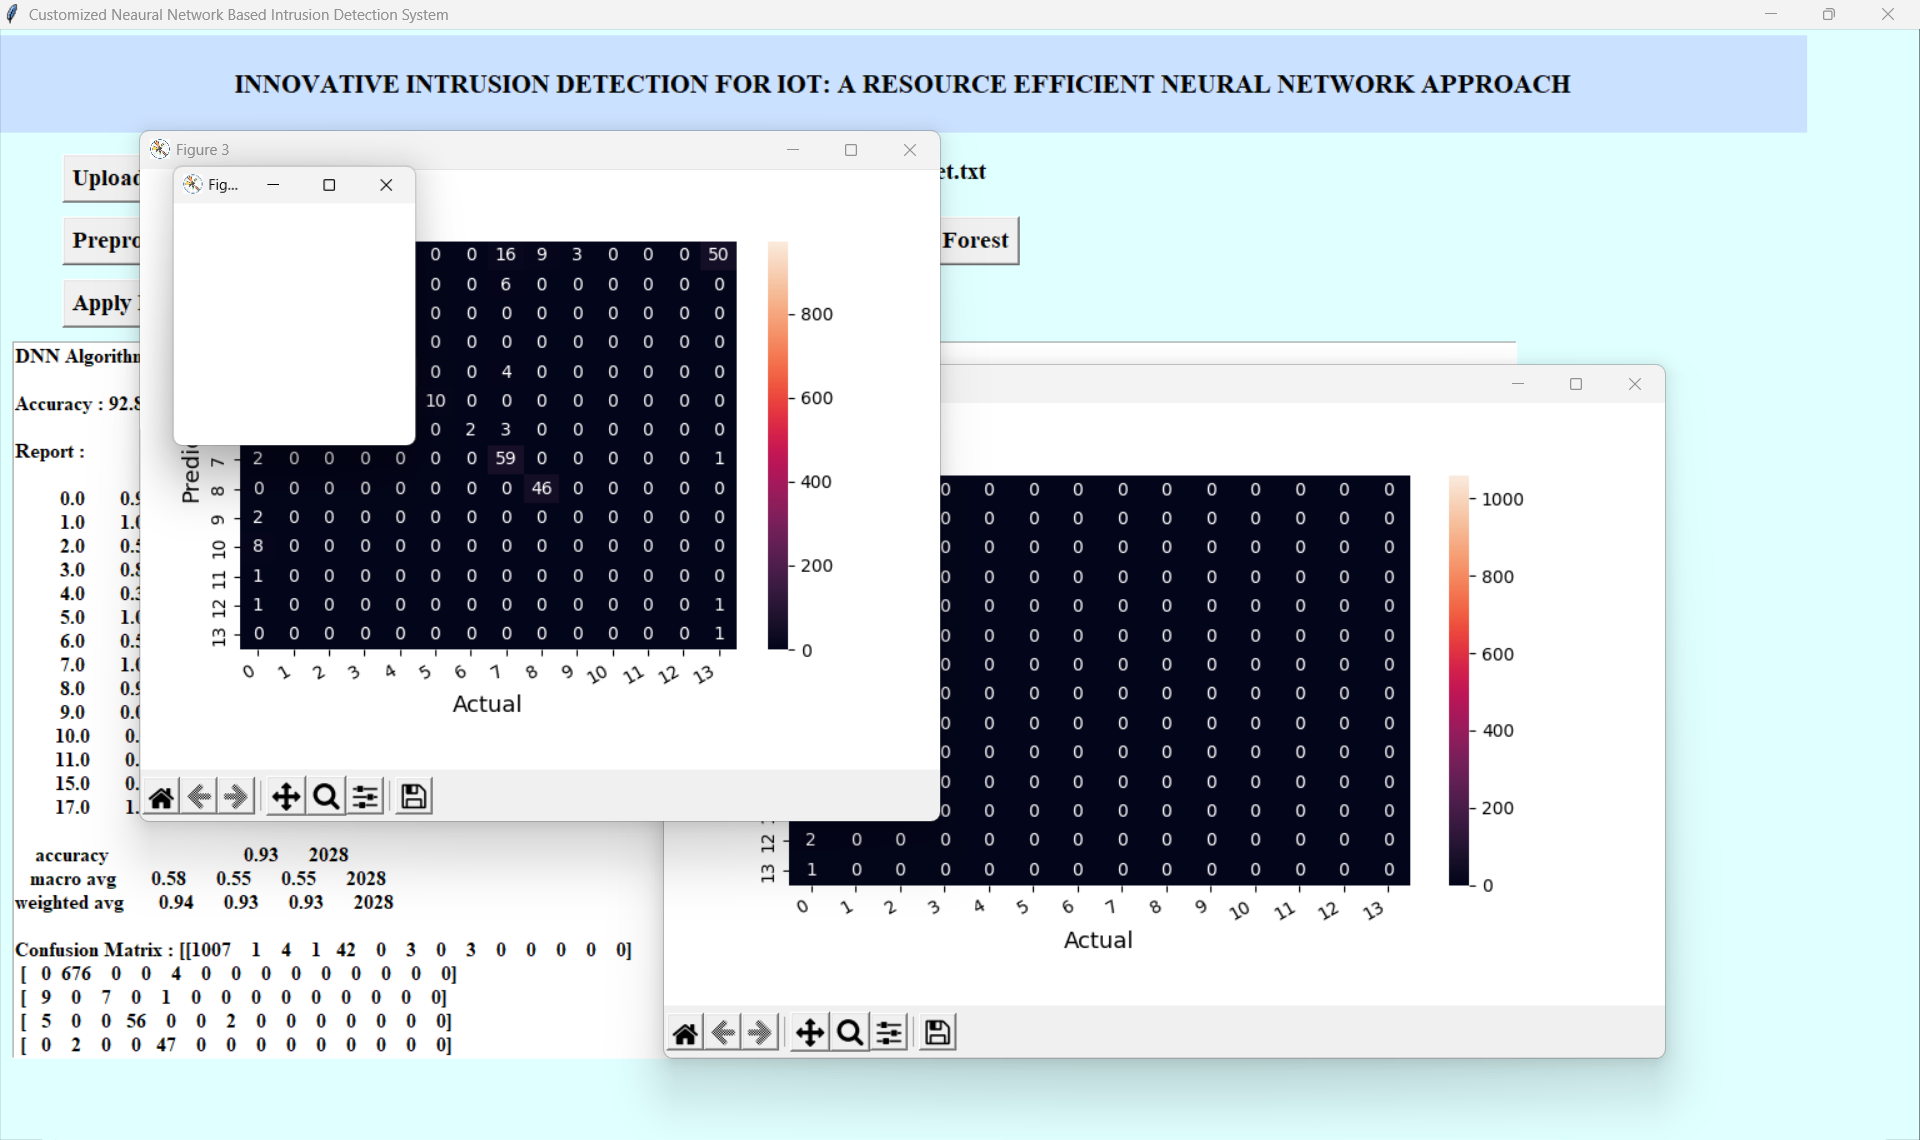 Customized Neaural Network Based Intrusion Detection System
INNOVATIVE INTRUSION DETECTION FOR IOT: A RESOURCE EFFICIENT NEURAL NETWORK APPROACH
Figure 3
Fig...
Upload
et.txt
Prepro
Forest
Apply
DNN Algorithm
Accuracy : 92.8
Report :
0.0 0.9
1.0 1.0
2.0 0.5
3.0 0.8
4.0 0.3
5.0 1.0
6.0 0.5
7.0 1.0
8.0 0.9
9.0 0.0
10.0 0.
11.0 0.
15.0 0.
17.0 1.
accuracy 0.93 2028
macro avg 0.58 0.55 0.55 2028
weighted avg 0.94 0.93 0.93 2028
Confusion Matrix : [[1007 1 4 1 42 0 3 0 3 0 0 0 0 0]
[ 0 676 0 0 4 0 0 0 0 0 0 0 0 0]
[ 9 0 7 0 1 0 0 0 0 0 0 0 0 0]
[ 5 0 0 56 0 0 2 0 0 0 0 0 0 0]
[ 0 2 0 0 47 0 0 0 0 0 0 0 0 0]
0 0 16 9 3 0 0 0 50
0 0 6 0 0 0 0 0 0
0 0 0 0 0 0 0 0 0
0 0 0 0 0 0 0 0 0
0 0 4 0 0 0 0 0 0
10 0 0 0 0 0 0 0 0
0 2 3 0 0 0 0 0 0
7 2 0 0 0 0 0 0 59 0 0 0 0 0 1
8 0 0 0 0 0 0 0 0 46 0 0 0 0 0
9 2 0 0 0 0 0 0 0 0 0 0 0 0 0
10 8 0 0 0 0 0 0 0 0 0 0 0 0 0
11 1 0 0 0 0 0 0 0 0 0 0 0 0 0
12 1 0 0 0 0 0 0 0 0 0 0 0 0 1
13 0 0 0 0 0 0 0 0 0 0 0 0 0 1
0 1 2 3 4 5 6 7 8 9 10 11 12 13
Actual
Predic
800
600
400
200
0
0 0 0 0 0 0 0 0 0 0 0
0 0 0 0 0 0 0 0 0 0 0
0 0 0 0 0 0 0 0 0 0 0
0 0 0 0 0 0 0 0 0 0 0
0 0 0 0 0 0 0 0 0 0 0
0 0 0 0 0 0 0 0 0 0 0
0 0 0 0 0 0 0 0 0 0 0
0 0 0 0 0 0 0 0 0 0 0
0 0 0 0 0 0 0 0 0 0 0
0 0 0 0 0 0 0 0 0 0 0
0 0 0 0 0 0 0 0 0 0 0
0 0 0 0 0 0 0 0 0 0 0
12 2 0 0 0 0 0 0 0 0 0 0 0 0 0
13 1 0 0 0 0 0 0 0 0 0 0 0 0 0
0 1 2 3 4 5 6 7 8 9 10 11 12 13
Actual
1000
800
600
400
200
0